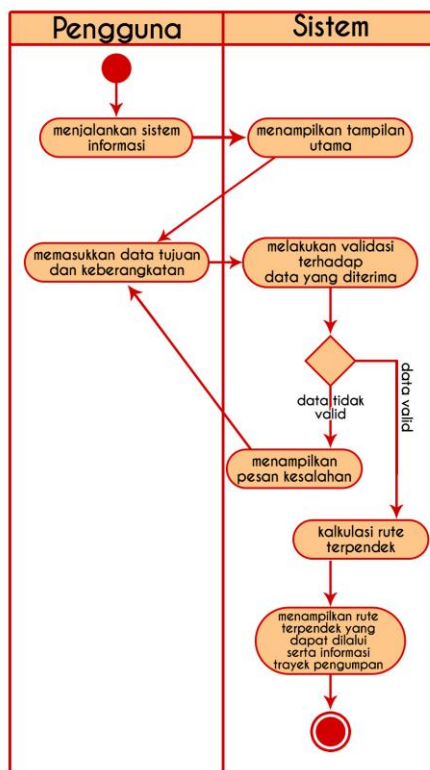 Pengguna
Sistem
menjalankan sistem
informasi
menampilkan tampilan
utama
memasukkan data tujuan
dan keberangkatan
melakukan validasi
terhadap
data yang diterima
data tidak
valid
data valid
menampilkan
pesan kesalahan
kalkulasi rute
terpendek
menampilkan rute
terpendek yang
dapat dilalui
serta informasi
trayek pengumpan